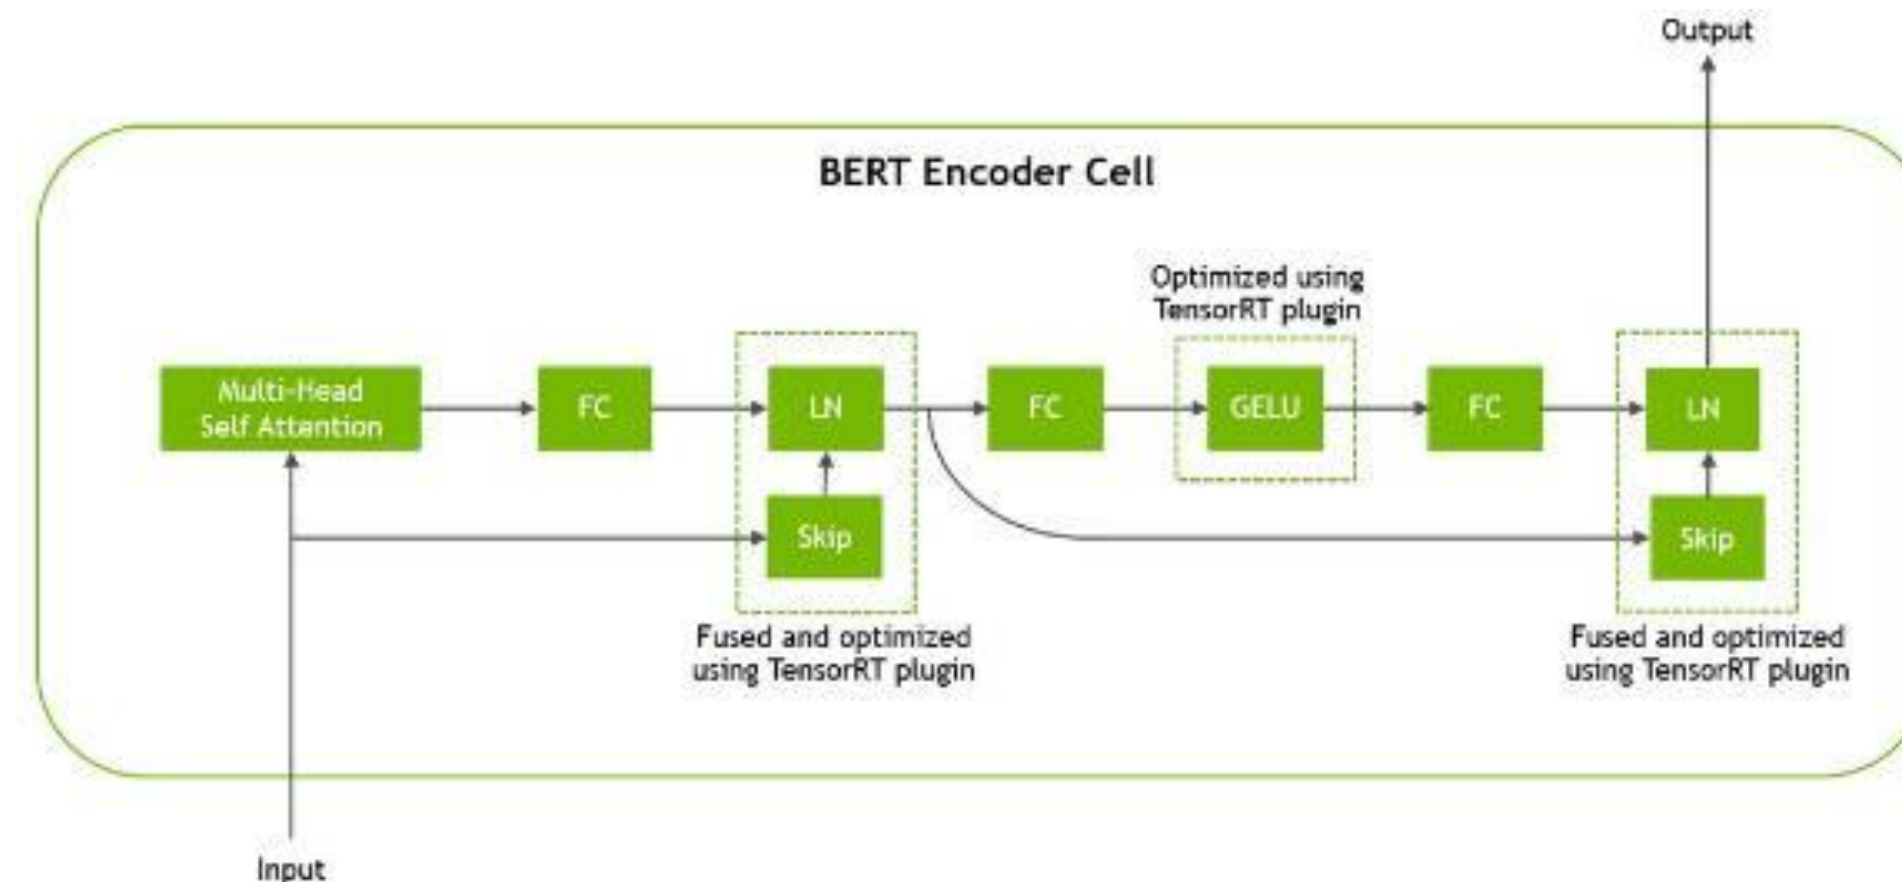 Output
BERT Encoder Cell
Optimized using
TensorRT plugin
Multi-Head
Self Attention
FC
LN
FC
GELU
FC
LN
Skip
Skip
Fused and optimized
using TensorRT plugin
Fused and optimized
using TensorRT plugin
Input